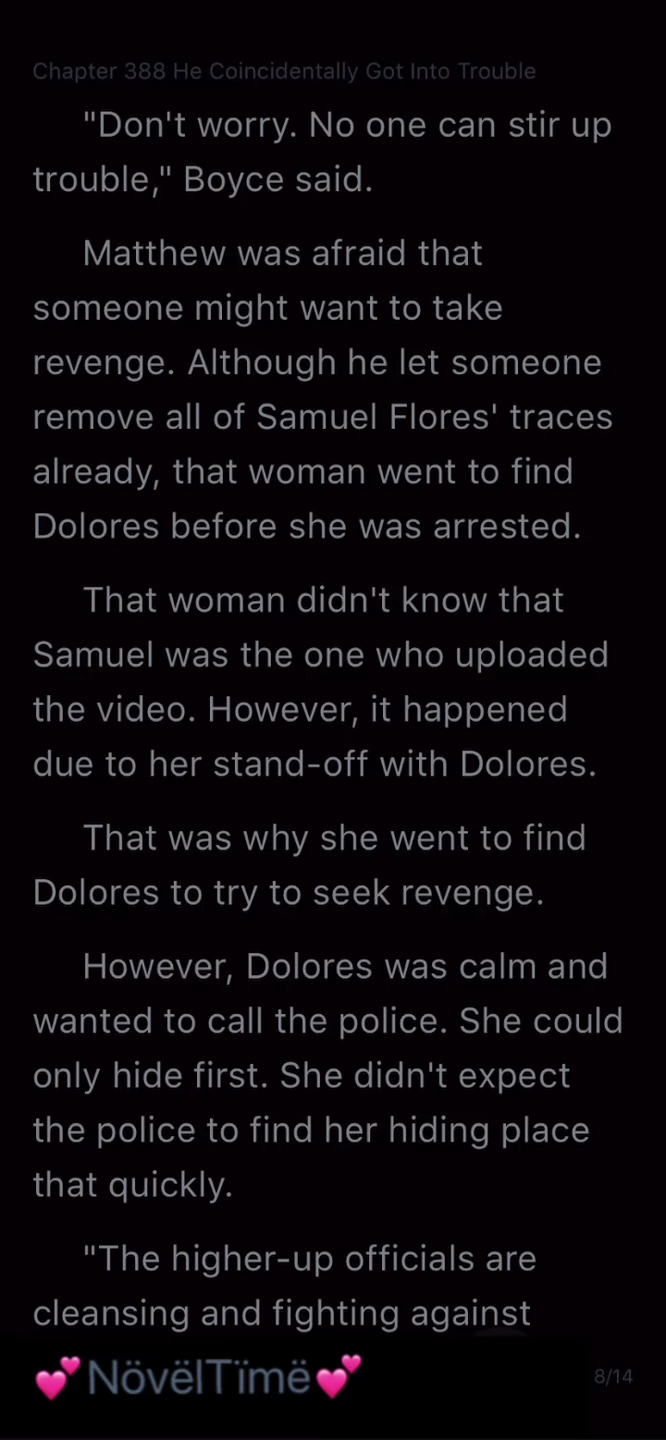 Chapter 388 He Coincidentally Got Into Trouble
"Don't worry. No one can stir up
trouble," Boyce said.
Matthew was afraid that
someone might want to take
revenge. Although he let someone
remove all of Samuel Flores' traces
already, that woman went to find
Dolores before she was arrested.
That woman didn't know that
Samuel was the one who uploaded
the video. However, it happened
due to her stand-off with Dolores.
That was why she went to find
Dolores to try to seek revenge.
However, Dolores was calm and
wanted to call the police. She could
only hide first. She didn't expect
the police to find her hiding place
that quickly.
"The higher-up officials are
cleansing and fighting against
💕NövëlTïmë💕
8/14